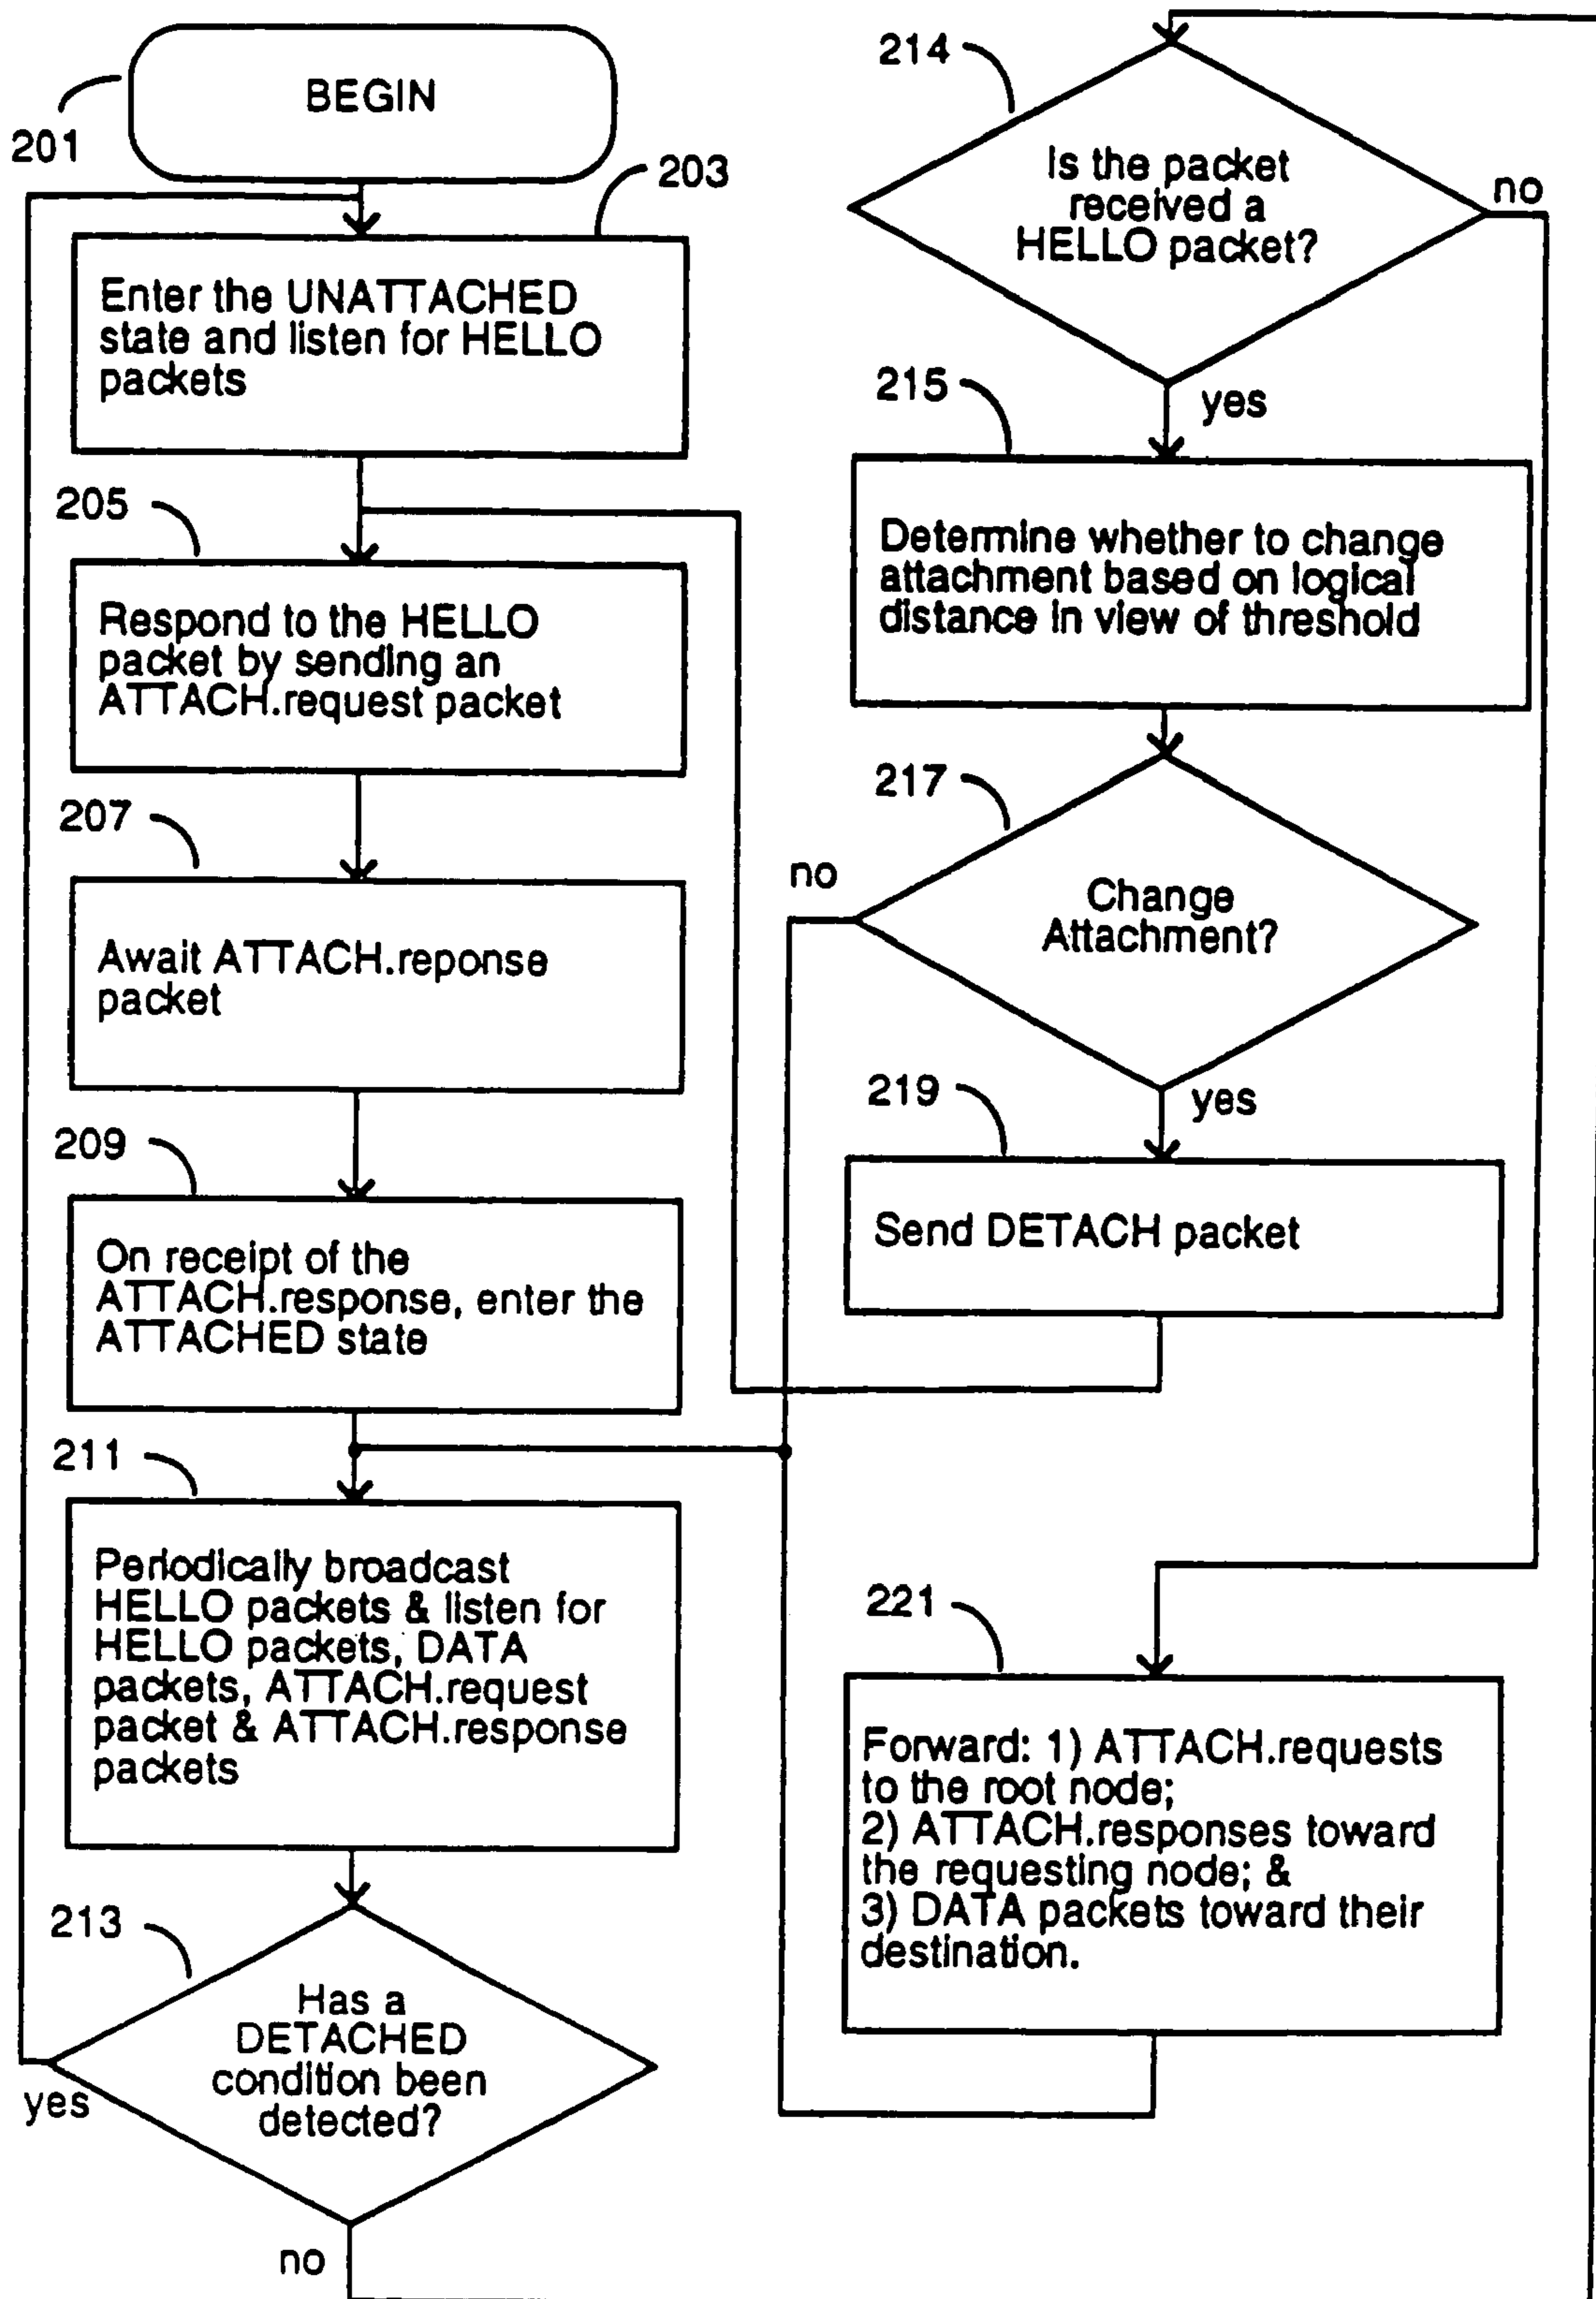 201
BEGIN
203
Enter the UNATTACHED
state and listen for HELLO
packets
205
Respond to the HELLO
packet by sending an
ATTACH.request packet
207
Await ATTACH.reponse
packet
209
On receipt of the
ATTACH.response, enter the
ATTACHED state
211
Periodically broadcast
HELLO packets & listen for
HELLO packets, DATA
packets, ATTACH.request
packet & ATTACH.response
packets
213
Has a
DETACHED
condition been
detected?
yes
no
214
Is the packet
received a
HELLO packet?
no
yes
215
Determine whether to change
attachment based on logical
distance in view of threshold
217
no
Change
Attachment?
yes
219
Send DETACH packet
221
Forward: 1) ATTACH.requests
to the root node;
2) ATTACH.responses toward
the requesting node; &
3) DATA packets toward their
destination.